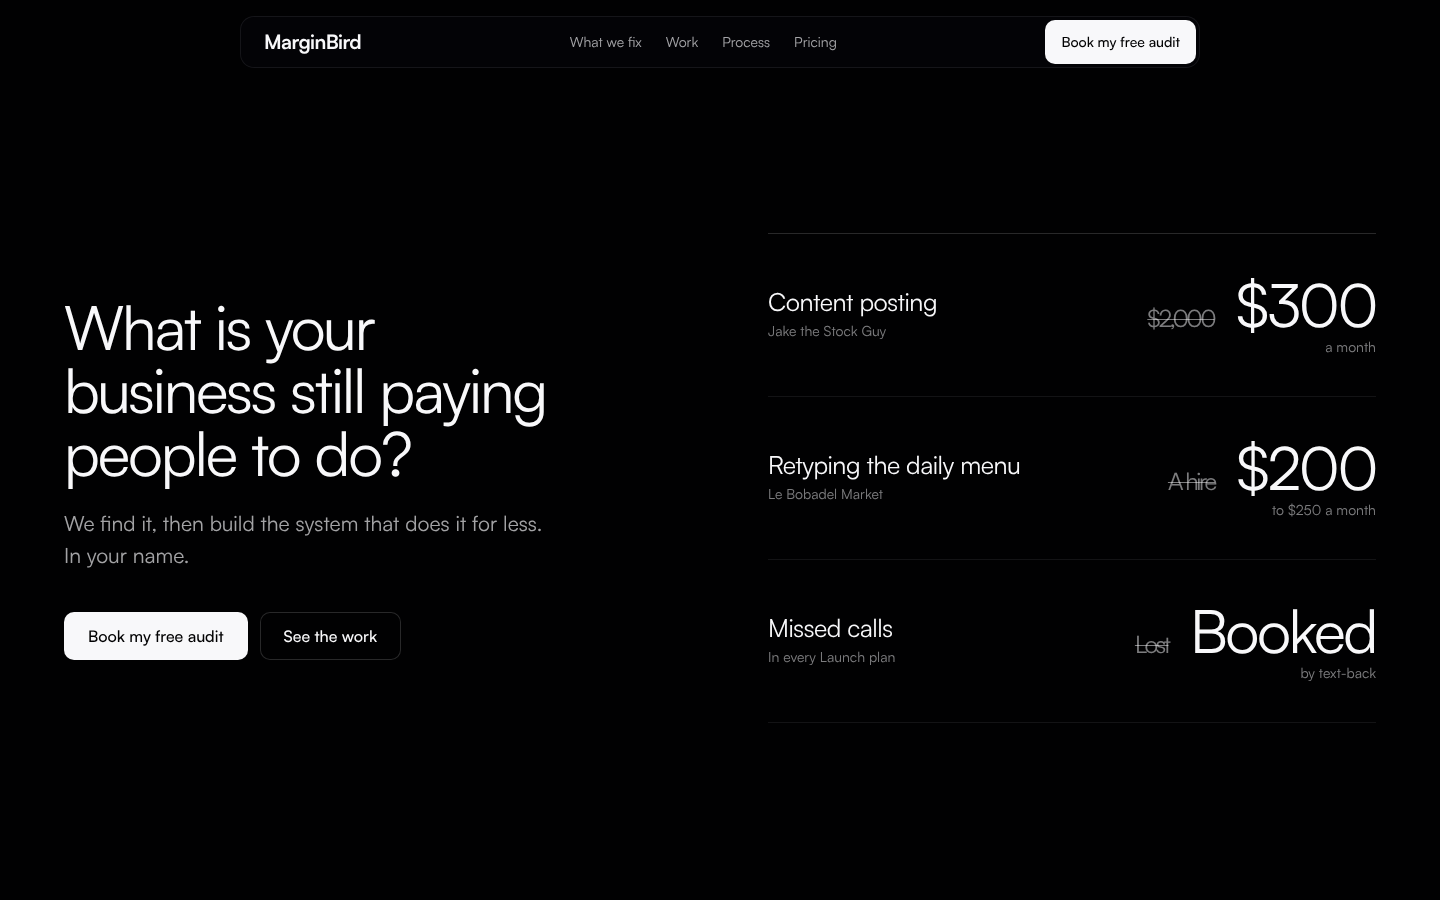 MarginBird
What we fix
Work
Process
Pricing
Book my free audit
What is your
business still paying
people to do?
We find it, then build the system that does it for less.
In your name.
Book my free audit
See the work
Content posting
Jake the Stock Guy
$2,000
$300
a month
Retyping the daily menu
Le Bobadel Market
A hire
$200
to $250 a month
Missed calls
In every Launch plan
Lost
Booked
by text-back